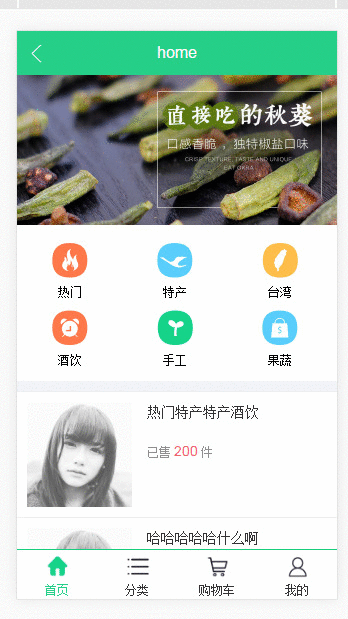 home
直接吃的秋葵
口感香脆，独特椒盐口味
CRISP TEXTURE, TASTE AND UNIQUE
EAT OKRA
热门 特产 台湾
酒饮 手工 果蔬
热门特产特产酒饮
已售 200 件
哈哈哈哈哈什么啊
首页 分类 购物车 我的